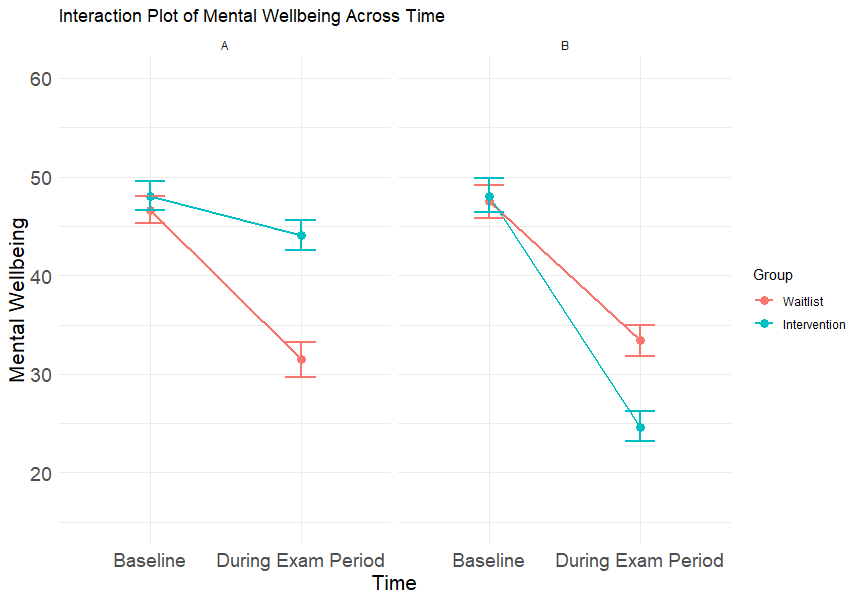 Interaction Plot of Mental Wellbeing Across Time
A
B
60
50
40
30
20
Mental Wellbeing
Baseline
During Exam Period
Baseline
During Exam Period
Time
Group
Waitlist
Intervention